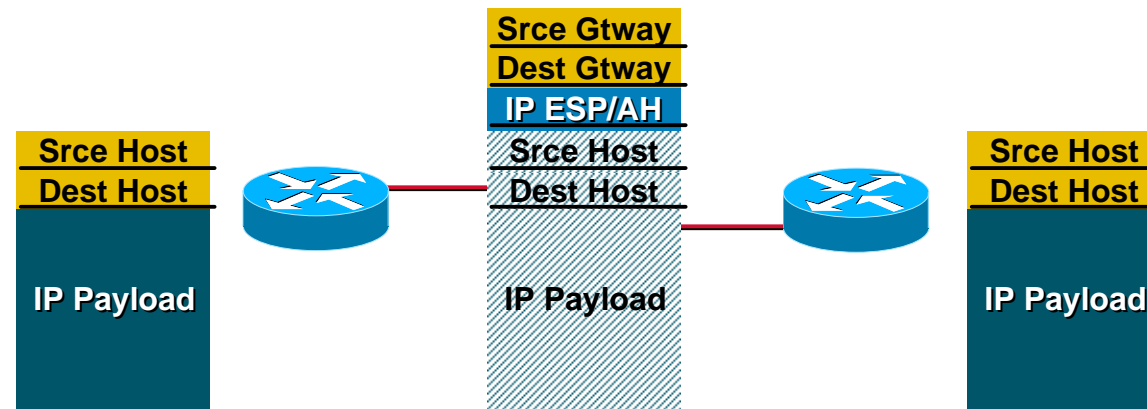 Srce Host
Dest Host
IP Payload
Srce Gtway
Dest Gtway
IP ESP/AH
Srce Host
Dest Host
IP Payload
Srce Host
Dest Host
IP Payload